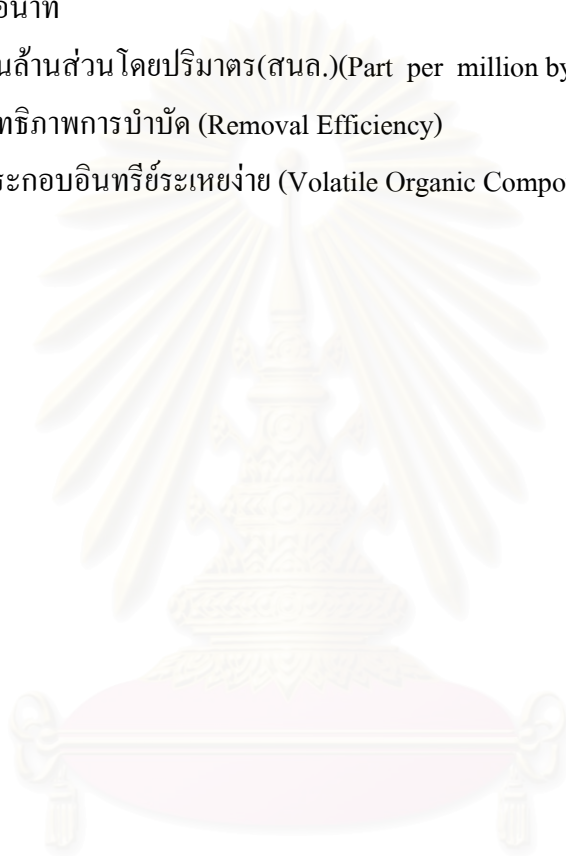 อนาที
นล้านส่วนโดยปริมาตร(สนล.)(Part per million by
ทธิภาพการบำบัด (Removal Efficiency)
ระกอบอินทรีย์ระเหยง่าย (Volatile Organic Compo